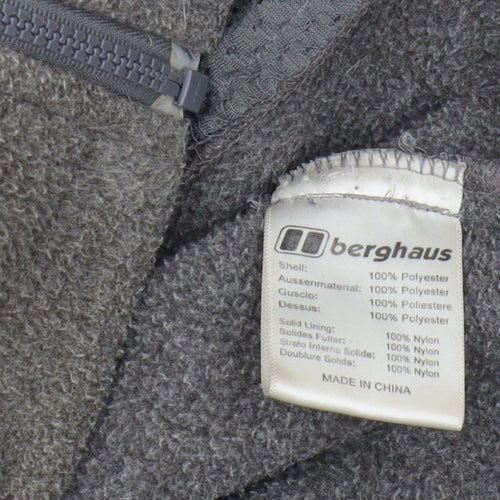 berghaus
Shell: 100% Polyester
Aussenmaterial: 100% Polyester
Guscio: 100% Poliestere
Dessus: 100% Polyester
Solid Lining: 100% Nylon
Solides Futter: 100% Nylon
Strato Interno Solide: 100% Nylon
Doublure Solide: 100% Nylon
MADE IN CHINA